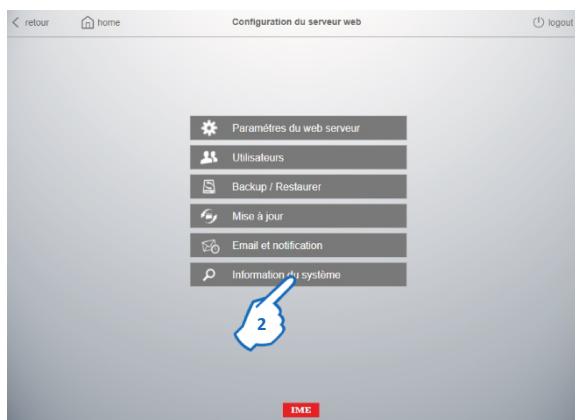 retour
home
Configuration du serveur web
logout
Paramétres du web serveur
Utilisateurs
Backup / Restaurer
Mise à jour
Email et notification
Information du système
2
IME